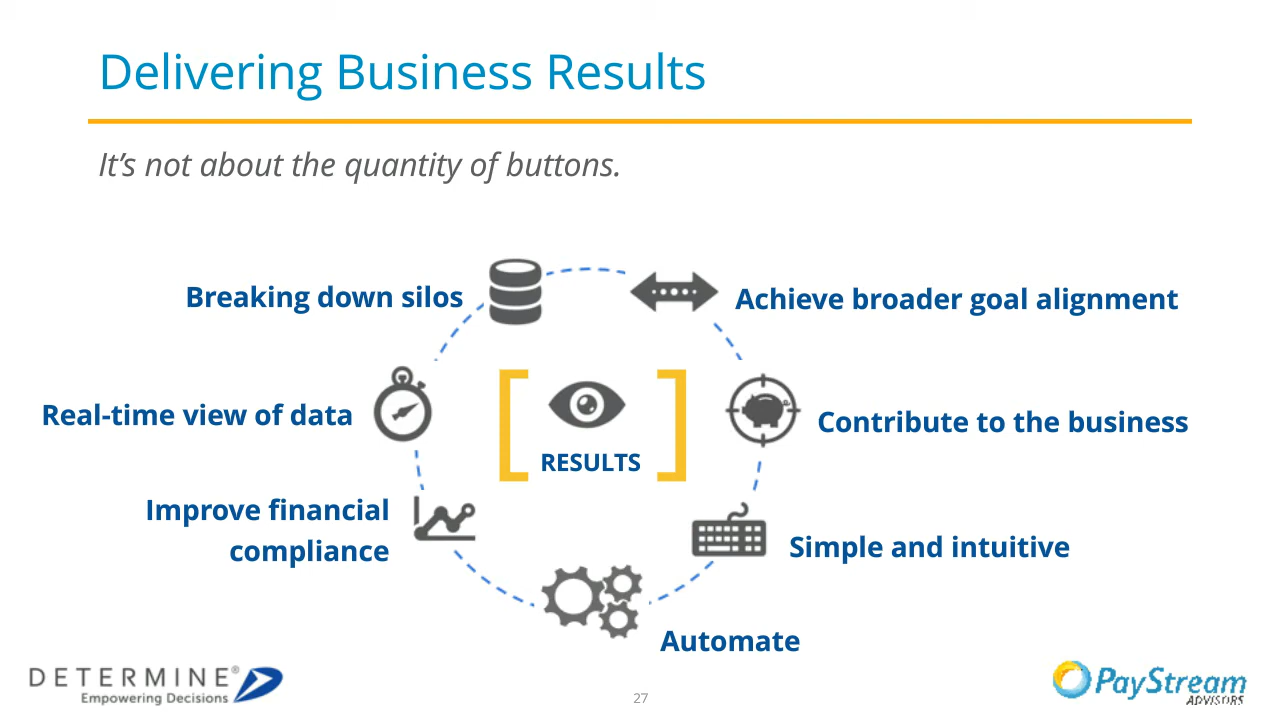 Delivering Business Results
It’s not about the quantity of buttons.
Breaking down silos
Achieve broader goal alignment
Real-time view of data
Contribute to the business
RESULTS
Improve financial
compliance
Simple and intuitive
Automate
DETERMINE®
Empowering Decisions
27
PayStream
ADVISORS